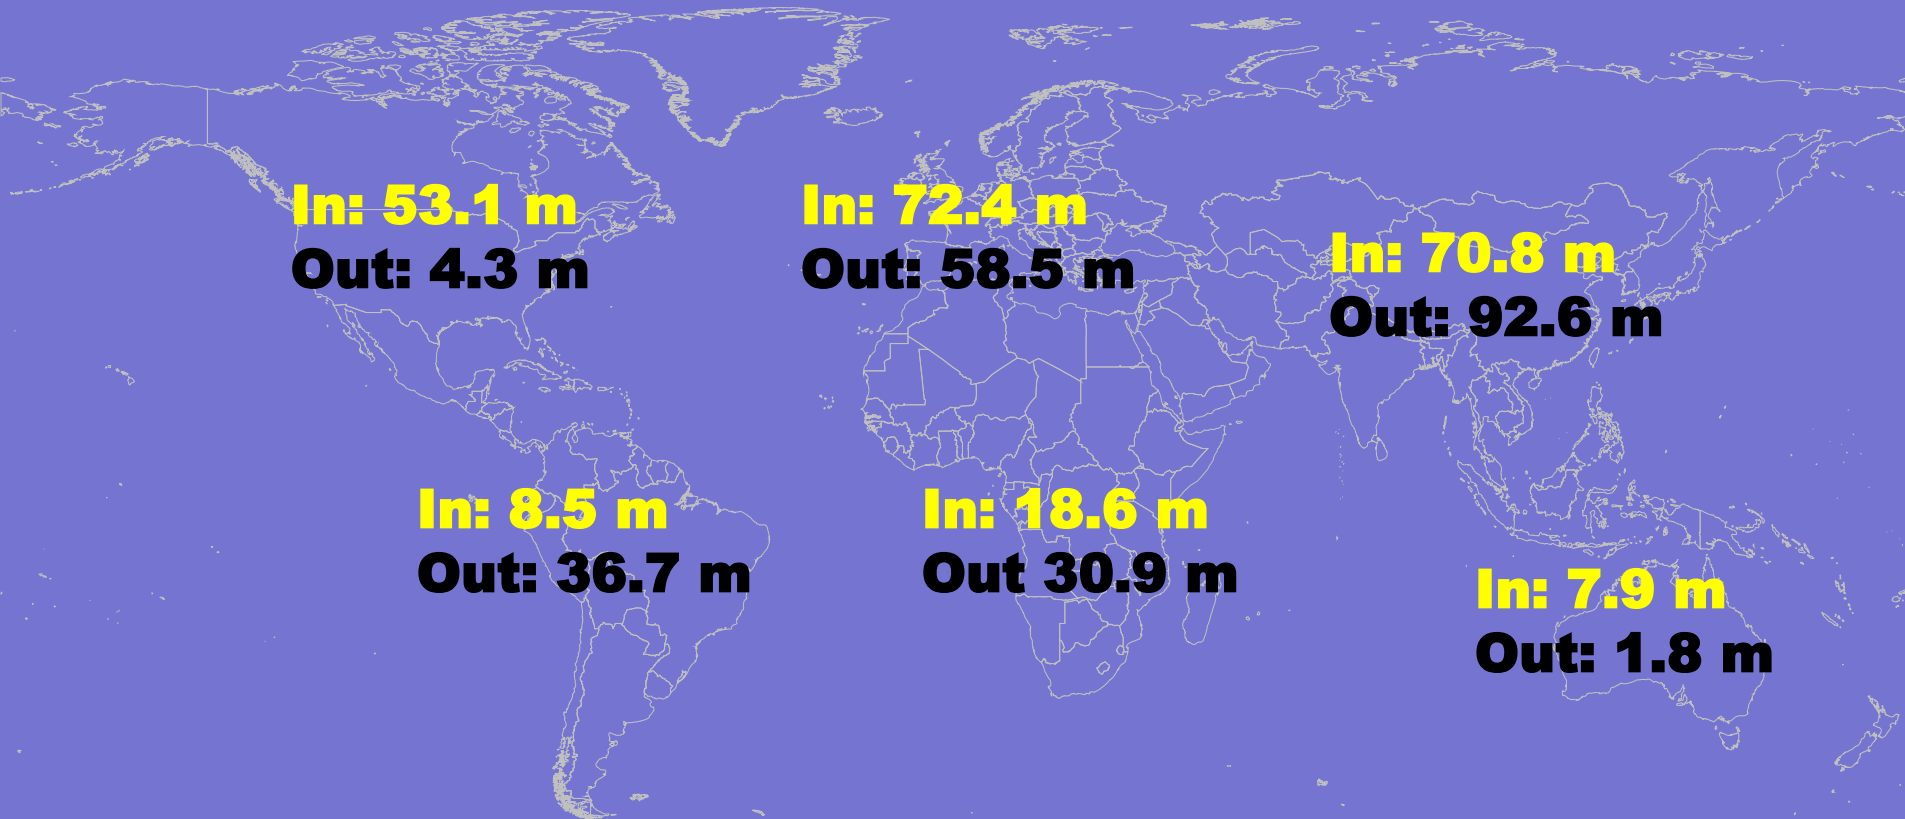 In: 53.1 m
Out: 4.3 m
In: 72.4 m
Out: 58.5 m
In: 70.8 m
Out: 92.6 m
In: 8.5 m
Out: 36.7 m
In: 18.6 m
Out 30.9 m
In: 7.9 m
Out: 1.8 m